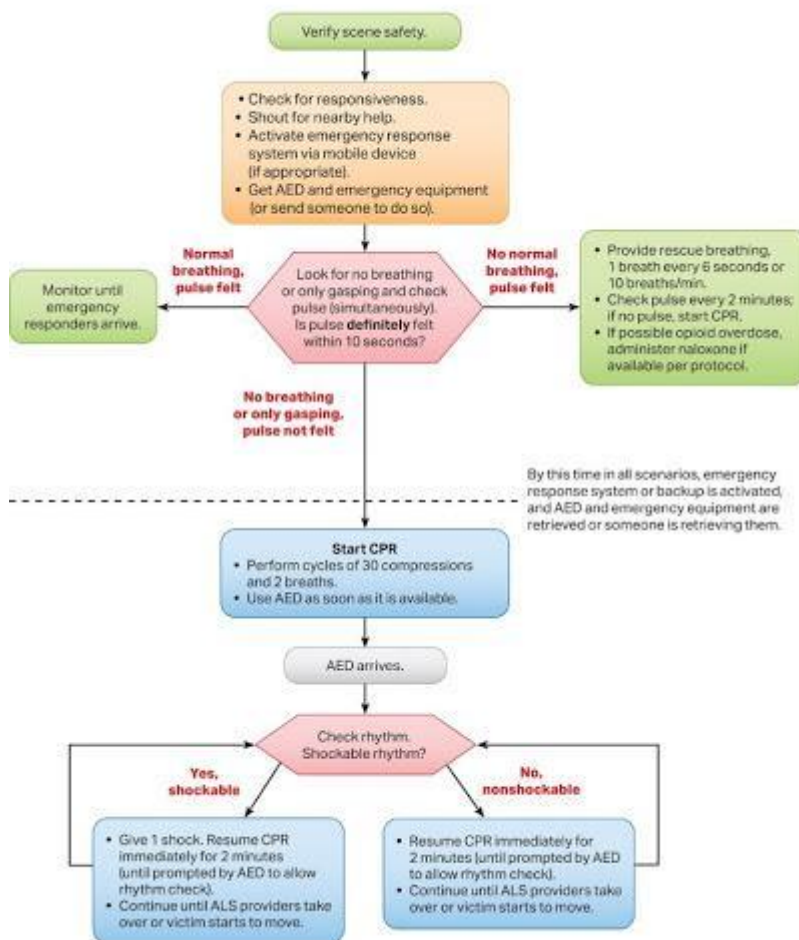 Verify scene safety.
• Check for responsiveness.
• Shout for nearby help.
• Activate emergency response
system via mobile device
(if appropriate).
• Get AED and emergency equipment
(or send someone to do so).
Normal
breathing,
pulse felt
No normal
breathing,
pulse felt
Monitor until
emergency
responders arrive.
Look for no breathing
or only gasping and check
pulse (simultaneously).
Is pulse definitely felt
within 10 seconds?
• Provide rescue breathing,
1 breath every 6 seconds or
10 breaths/min.
• Check pulse every 2 minutes;
if no pulse, start CPR.
• If possible opioid overdose,
administer naloxone if
available per protocol.
No breathing
or only gasping,
pulse not felt
By this time in all scenarios, emergency
response system or backup is activated,
and AED and emergency equipment are
retrieved or someone is retrieving them.
Start CPR
• Perform cycles of 30 compressions
and 2 breaths.
• Use AED as soon as it is available.
AED arrives.
Check rhythm.
Shockable rhythm?
Yes,
shockable
No,
nonshockable
• Give 1 shock. Resume CPR
immediately for 2 minutes
(until prompted by AED to allow
rhythm check).
• Continue until ALS providers take
over or victim starts to move.
• Resume CPR immediately for
2 minutes (until prompted by AED
to allow rhythm check).
• Continue until ALS providers take
over or victim starts to move.